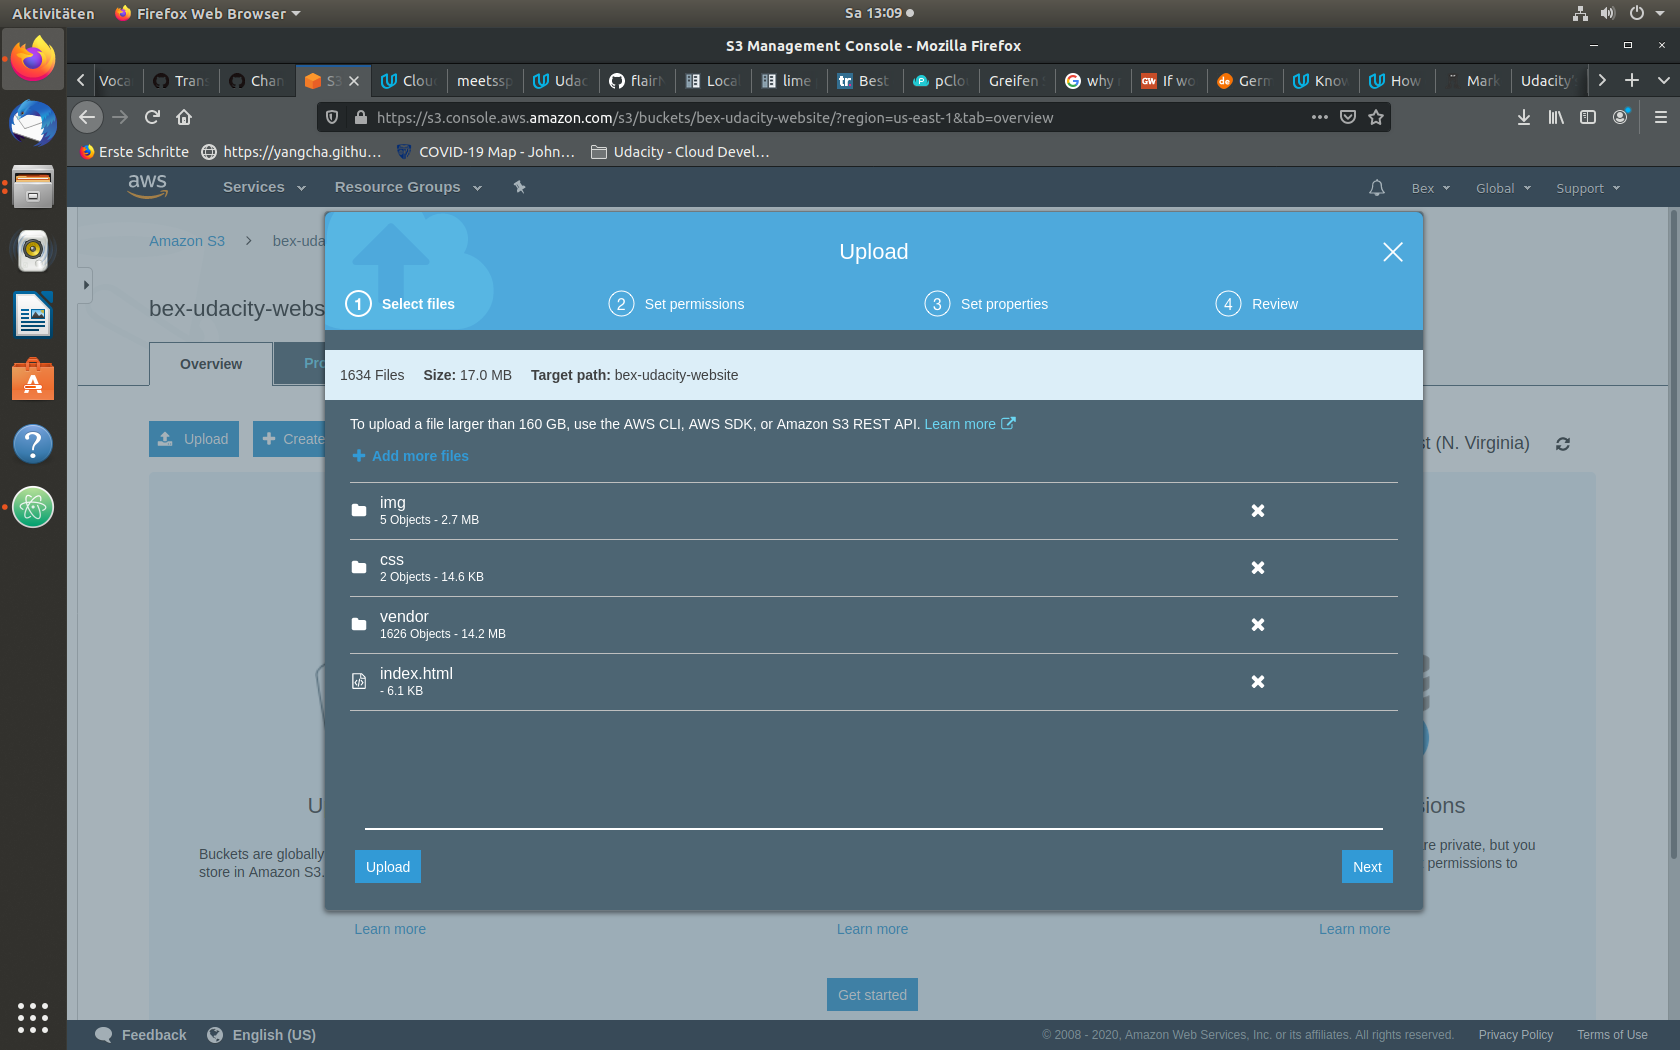 Aktivitäten Firefox Web Browser Sa 13:09
S3 Management Console - Mozilla Firefox
Voca Trans Chan S3 Clou meetssp Udac flairN Local lime Best pClo Greifen why If wo Germ Know How Mark Udacity'
https://s3.console.aws.amazon.com/s3/buckets/bex-udacity-website/?region=us-east-1&tab=overview
Erste Schritte https://yangcha.githu... COVID-19 Map - John... Udacity - Cloud Devel...
aws Services Resource Groups Bex Global Support
Amazon S3 bex-uda
Upload
1 Select files 2 Set permissions 3 Set properties 4 Review
bex-udacity-webs
Overview Pro
1634 Files Size: 17.0 MB Target path: bex-udacity-website
To upload a file larger than 160 GB, use the AWS CLI, AWS SDK, or Amazon S3 REST API. Learn more
Upload Create st (N. Virginia)
Add more files
img
5 Objects - 2.7 MB
css
2 Objects - 14.6 KB
vendor
1626 Objects - 14.2 MB
index.html
- 6.1 KB
U sions
Buckets are globally re private, but you
store in Amazon S3. permissions to
Upload Next
Learn more Learn more Learn more
Get started
Feedback English (US) © 2008 - 2020, Amazon Web Services, Inc. or its affiliates. All rights reserved. Privacy Policy Terms of Use